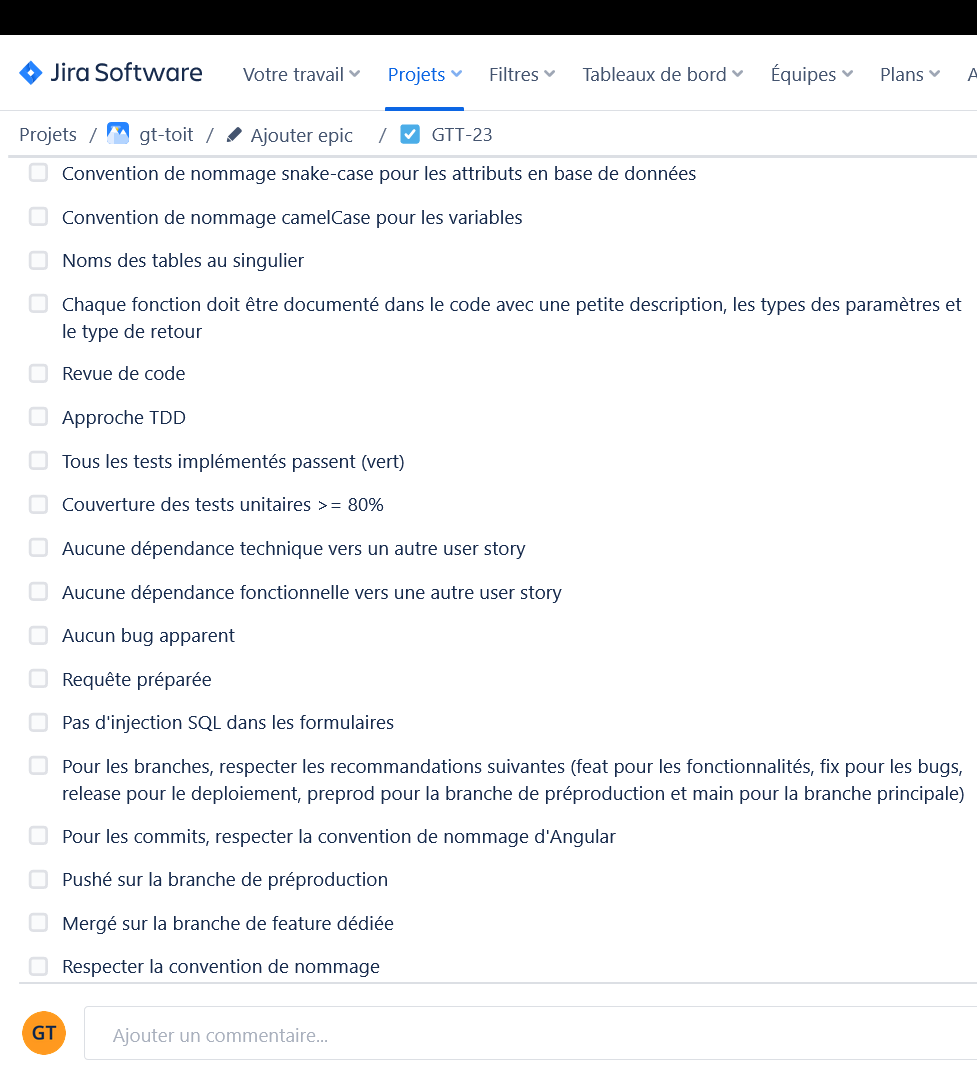 Jira Software Votre travail Projets Filtres Tableaux de bord Équipes Plans A
Projets / gt-toit / Ajouter epic / GTT-23
Convention de nommage snake-case pour les attributs en base de données
Convention de nommage camelCase pour les variables
Noms des tables au singulier
Chaque fonction doit être documenté dans le code avec une petite description, les types des paramètres et
le type de retour
Revue de code
Approche TDD
Tous les tests implémentés passent (vert)
Couverture des tests unitaires >= 80%
Aucune dépendance technique vers un autre user story
Aucune dépendance fonctionnelle vers une autre user story
Aucun bug apparent
Requête préparée
Pas d'injection SQL dans les formulaires
Pour les branches, respecter les recommandations suivantes (feat pour les fonctionnalités, fix pour les bugs,
release pour le deploiement, preprod pour la branche de préproduction et main pour la branche principale)
Pour les commits, respecter la convention de nommage d'Angular
Pushé sur la branche de préproduction
Mergé sur la branche de feature dédiée
Respecter la convention de nommage
GT
Ajouter un commentaire...